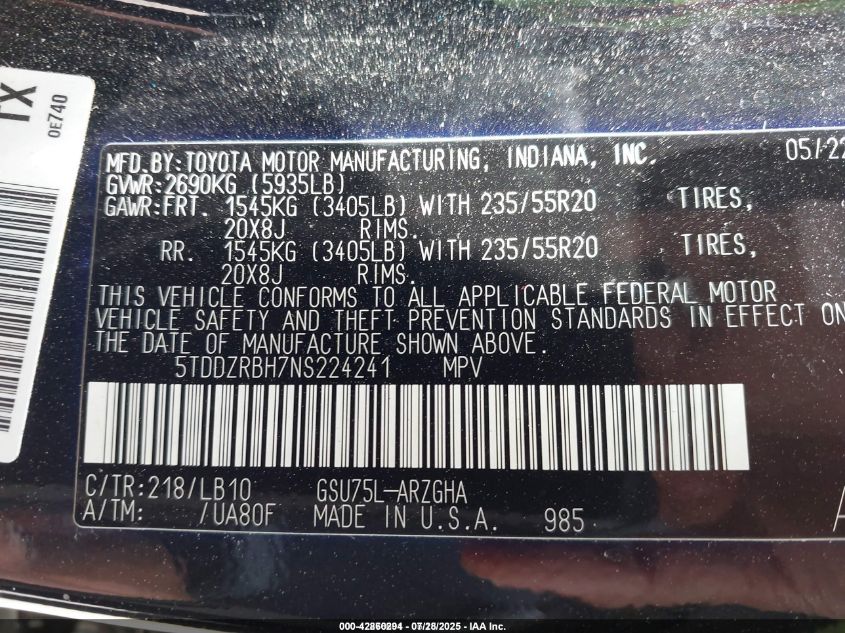 TX
0E740
MFD.BY:TOYOTA MOTOR MANUFACTURING, INDIANA, INC. 05/22
GVWR:2690KG (5935LB)
GAWR:FRT. 1545KG (3405LB) WITH 235/55R20 TIRES,
20X8J RIMS.
RR. 1545KG (3405LB) WITH 235/55R20 TIRES,
20X8J RIMS.
THIS VEHICLE CONFORMS TO ALL APPLICABLE FEDERAL MOTOR
VEHICLE SAFETY AND THEFT PREVENTION STANDARDS IN EFFECT ON
THE DATE OF MANUFACTURE SHOWN ABOVE.
5TDDZRBH7NS224241 MPV
C/TR:218/LB10 GSU75L-ARZGHA
A/TM: /UA80F MADE IN U.S.A. 985
- 07/28/2025 - IAA Inc.